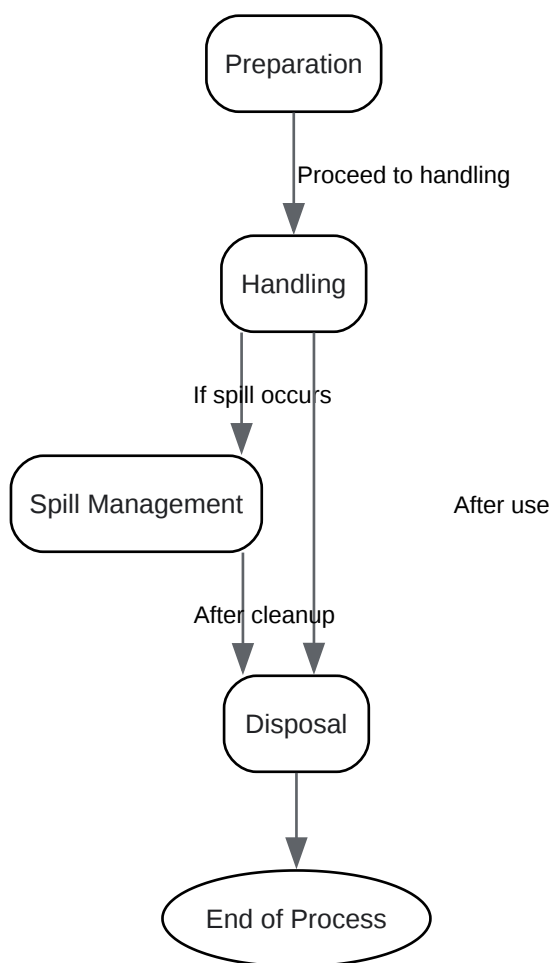 Preparation
Proceed to handling
Handling
If spill occurs
Spill Management
After use
After cleanup
Disposal
End of Process